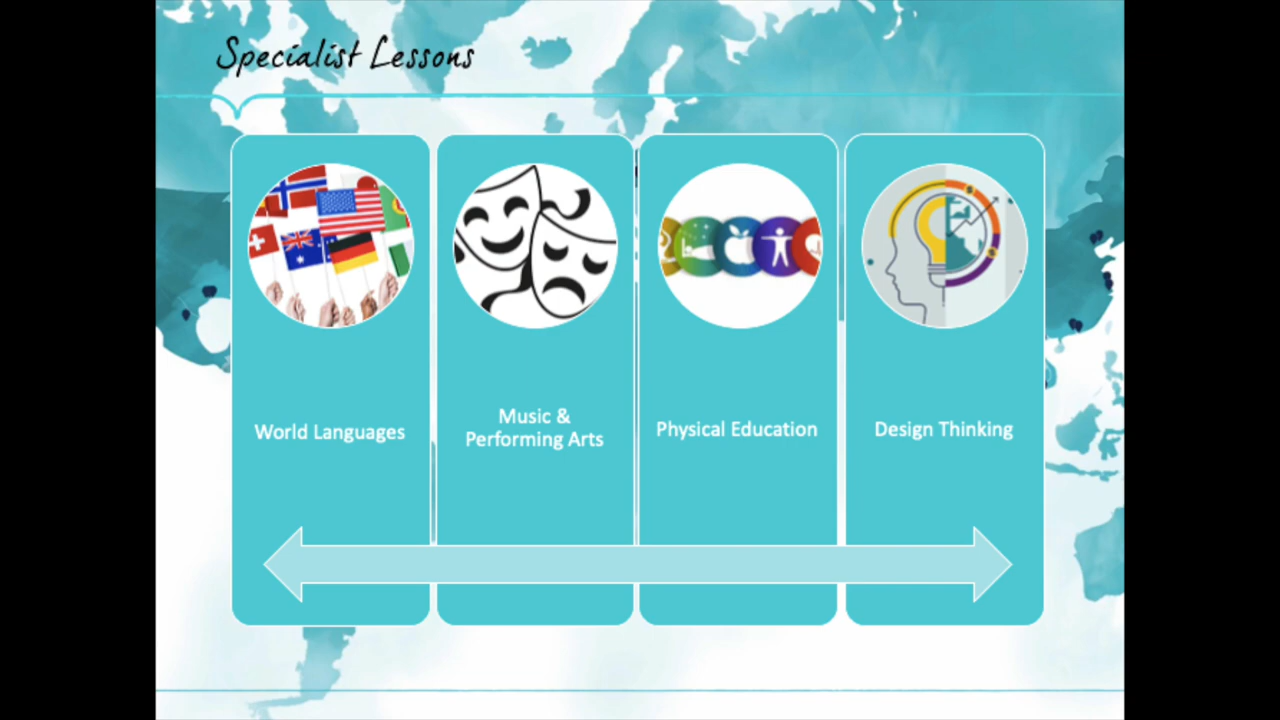 Specialist Lessons
World Languages
Music &
Performing Arts
Physical Education
Design Thinking